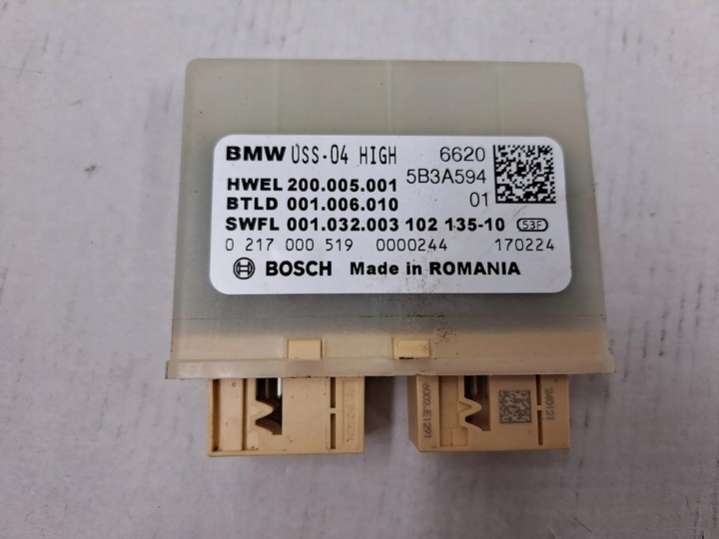 BMW USS-04 HIGH 6620
HWEL 200.005.001 5B3A594
BTLD 001.006.010 01
SWFL 001.032.003 102 135-10 53F
0 217 000 519 0000244 170224
BOSCH Made in ROMANIA